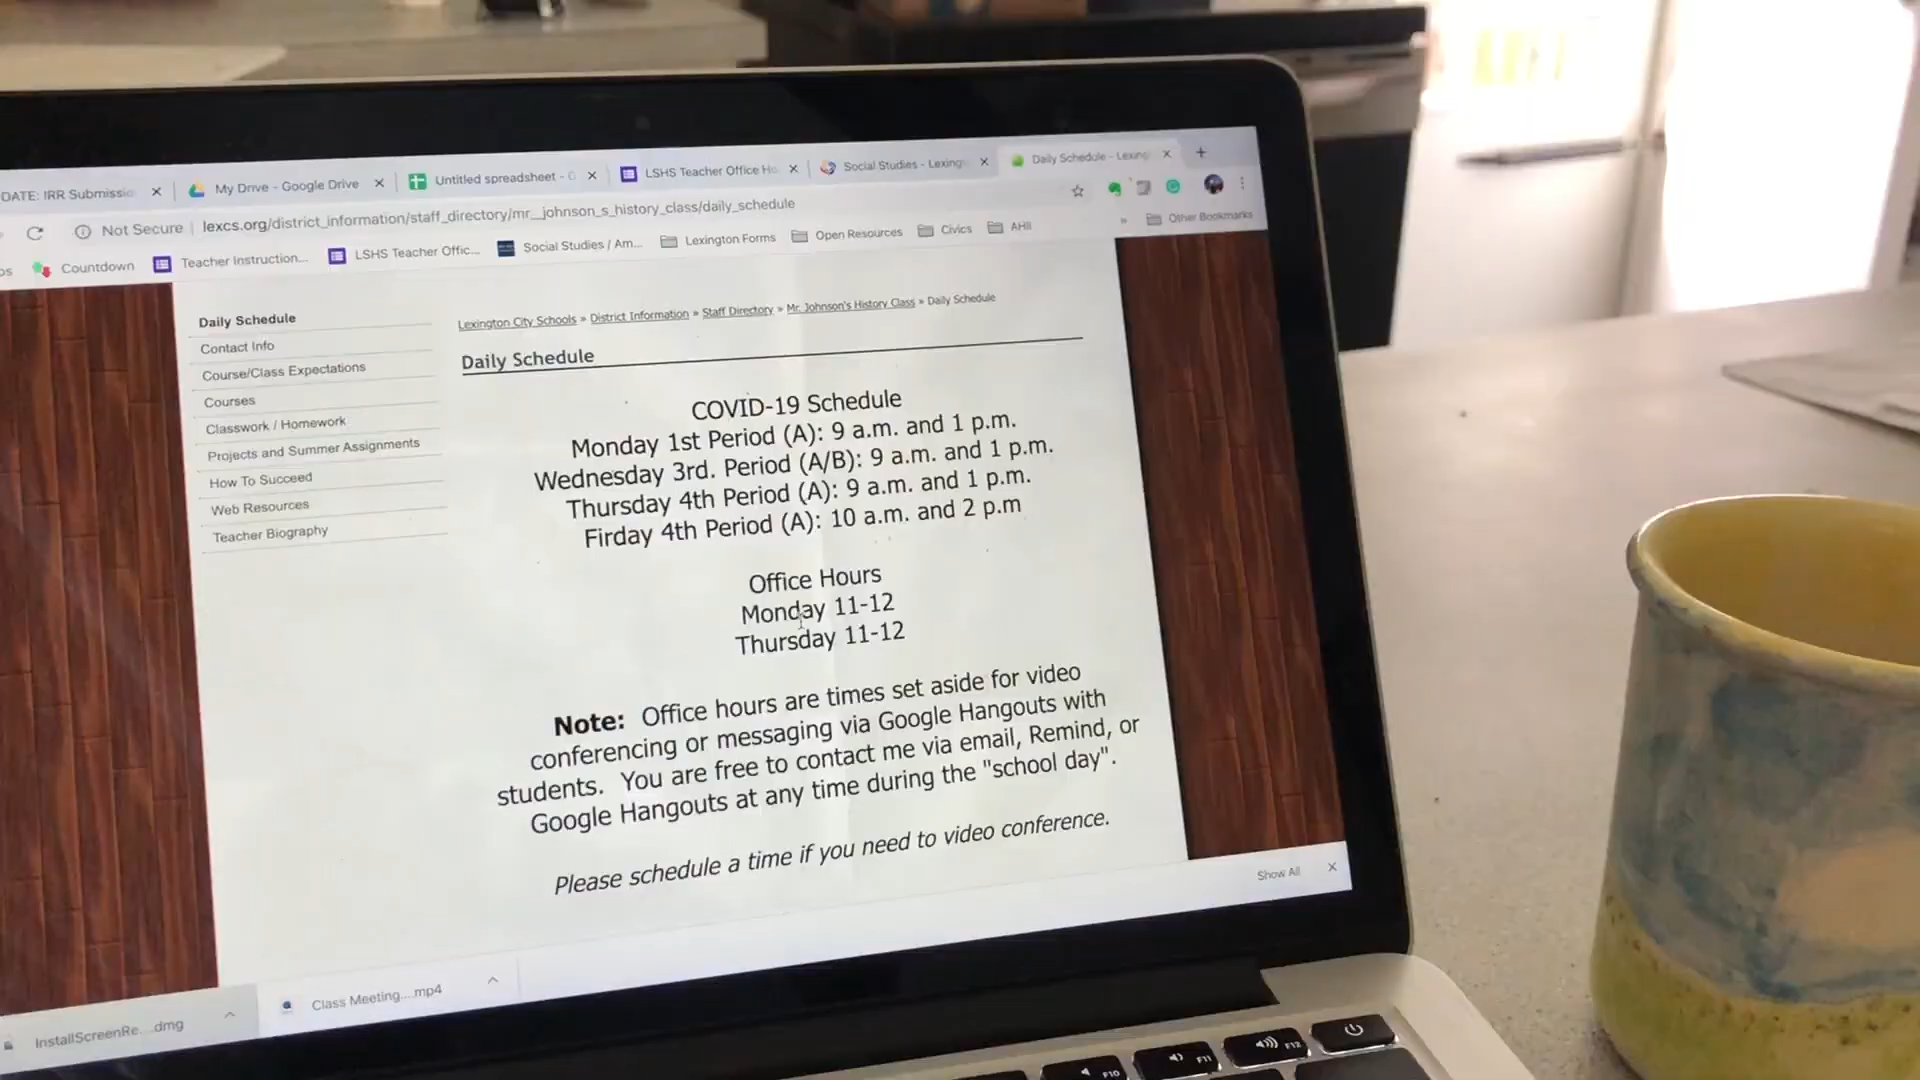 DATE: IRR Submissio
My Drive - Google Drive
Untitled spreadsheet - G
LSHS Teacher Office Ho
Social Studies - Lexing
Daily Schedule - Lexing
Not Secure | lexcs.org/district_information/staff_directory/mr__johnson_s_history_class/daily_schedule
Countdown
Teacher Instruction...
LSHS Teacher Offic...
Social Studies / Am...
Lexington Forms
Open Resources
Civics
AHII
» Other Bookmarks
Daily Schedule
Contact Info
Course/Class Expectations
Courses
Classwork / Homework
Projects and Summer Assignments
How To Succeed
Web Resources
Teacher Biography
Lexington City Schools » District Information » Staff Directory » Mr. Johnson's History Class » Daily Schedule
Daily Schedule
COVID-19 Schedule
Monday 1st Period (A): 9 a.m. and 1 p.m.
Wednesday 3rd. Period (A/B): 9 a.m. and 1 p.m.
Thursday 4th Period (A): 9 a.m. and 1 p.m.
Firday 4th Period (A): 10 a.m. and 2 p.m
Office Hours
Monday 11-12
Thursday 11-12
Note: Office hours are times set aside for video
conferencing or messaging via Google Hangouts with
students. You are free to contact me via email, Remind, or
Google Hangouts at any time during the "school day".
Please schedule a time if you need to video conference.
Show All
InstallScreenRe....dmg
Class Meeting....mp4
F10
F11
F12